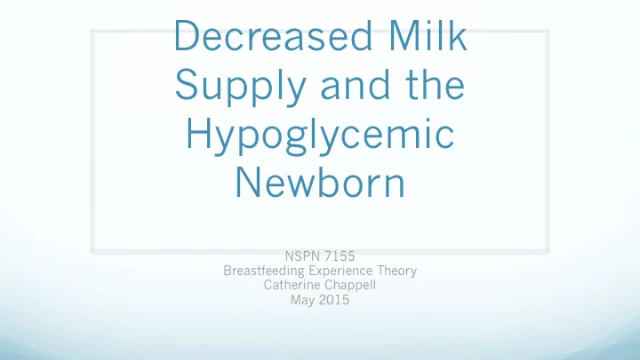 Decreased Milk
Supply and the
Hypoglycemic
Newborn
NSPN 7155
Breastfeeding Experience Theory
Catherine Chappell
May 2015